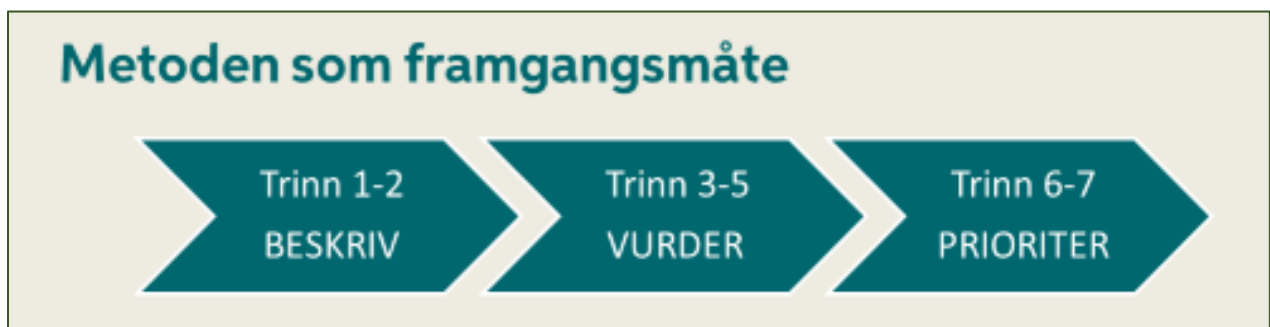 Metoden som framgangsmåte
Trinn 1-2
BESKRIV
Trinn 3-5
VURDER
Trinn 6-7
PRIORITER